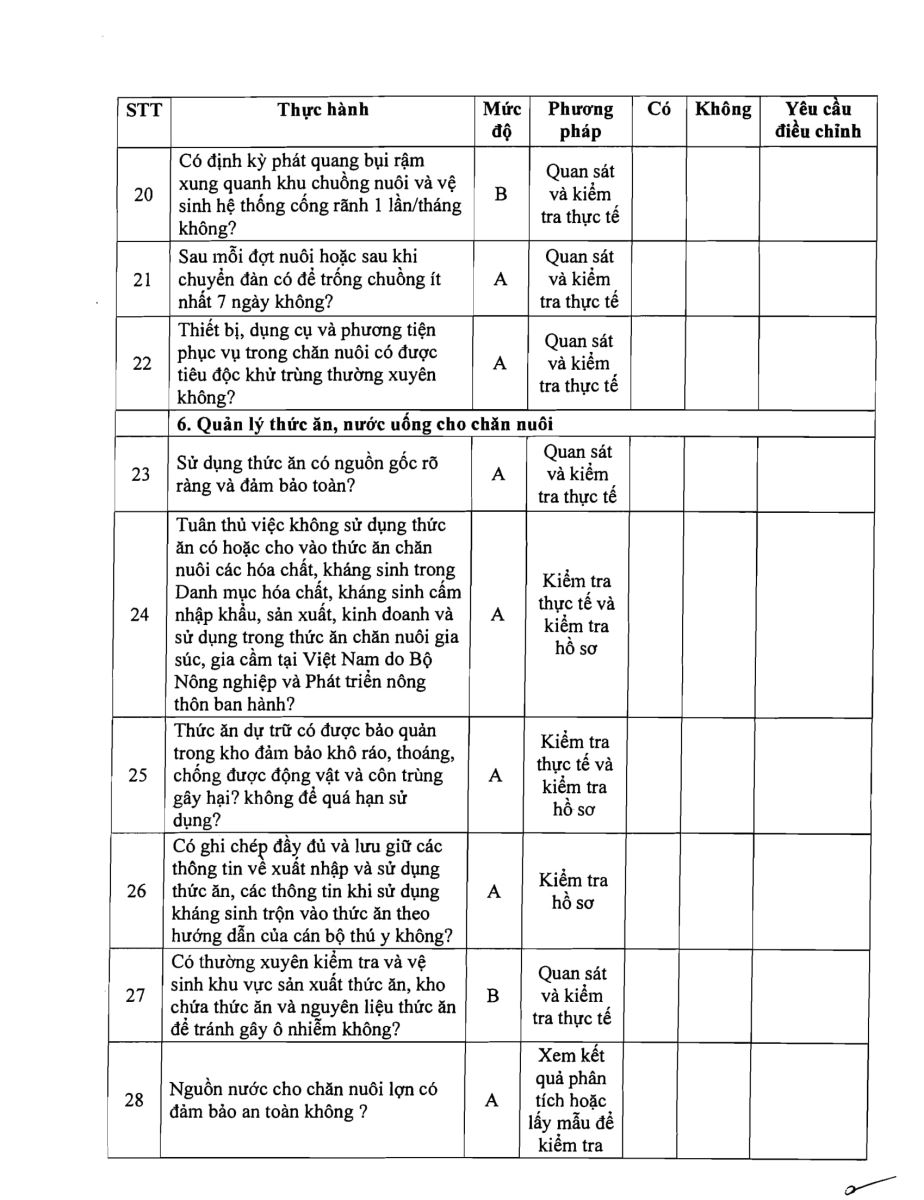 STT Thực hành Mức độ Phương pháp Có Không Yêu cầu điều chỉnh
20
Có định kỳ phát quang bụi rậm
xung quanh khu chuồng nuôi và vệ
sinh hệ thống cống rãnh 1 lần/tháng
không?
B
Quan sát
và kiểm
tra thực tế
21
Sau mỗi đợt nuôi hoặc sau khi
chuyển đàn có để trống chuồng ít
nhất 7 ngày không?
A
Quan sát
và kiểm
tra thực tế
22
Thiết bị, dụng cụ và phương tiện
phục vụ trong chăn nuôi có được
tiêu độc khử trùng thường xuyên
không?
A
Quan sát
và kiểm
tra thực tế
6. Quản lý thức ăn, nước uống cho chăn nuôi
23
Sử dụng thức ăn có nguồn gốc rõ
ràng và đảm bảo toàn?
A
Quan sát
và kiểm
tra thực tế
24
Tuân thủ việc không sử dụng thức
ăn có hoặc cho vào thức ăn chăn
nuôi các hóa chất, kháng sinh trong
Danh mục hóa chất, kháng sinh cấm
nhập khẩu, sản xuất, kinh doanh và
sử dụng trong thức ăn chăn nuôi gia
súc, gia cầm tại Việt Nam do Bộ
Nông nghiệp và Phát triển nông
thôn ban hành?
A
Kiểm tra
thực tế và
kiểm tra
hồ sơ
25
Thức ăn dự trữ có được bảo quản
trong kho đảm bảo khô ráo, thoáng,
chống được động vật và côn trùng
gây hại? không để quá hạn sử
dụng?
A
Kiểm tra
thực tế và
kiểm tra
hồ sơ
26
Có ghi chép đầy đủ và lưu giữ các
thông tin về xuất nhập và sử dụng
thức ăn, các thông tin khi sử dụng
kháng sinh trộn vào thức ăn theo
hướng dẫn của cán bộ thú y không?
A
Kiểm tra
hồ sơ
27
Có thường xuyên kiểm tra và vệ
sinh khu vực sản xuất thức ăn, kho
chứa thức ăn và nguyên liệu thức ăn
để tránh gây ô nhiễm không?
B
Quan sát
và kiểm
tra thực tế
28
Nguồn nước cho chăn nuôi lợn có
đảm bảo an toàn không ?
A
Xem kết
quả phân
tích hoặc
lấy mẫu để
kiểm tra